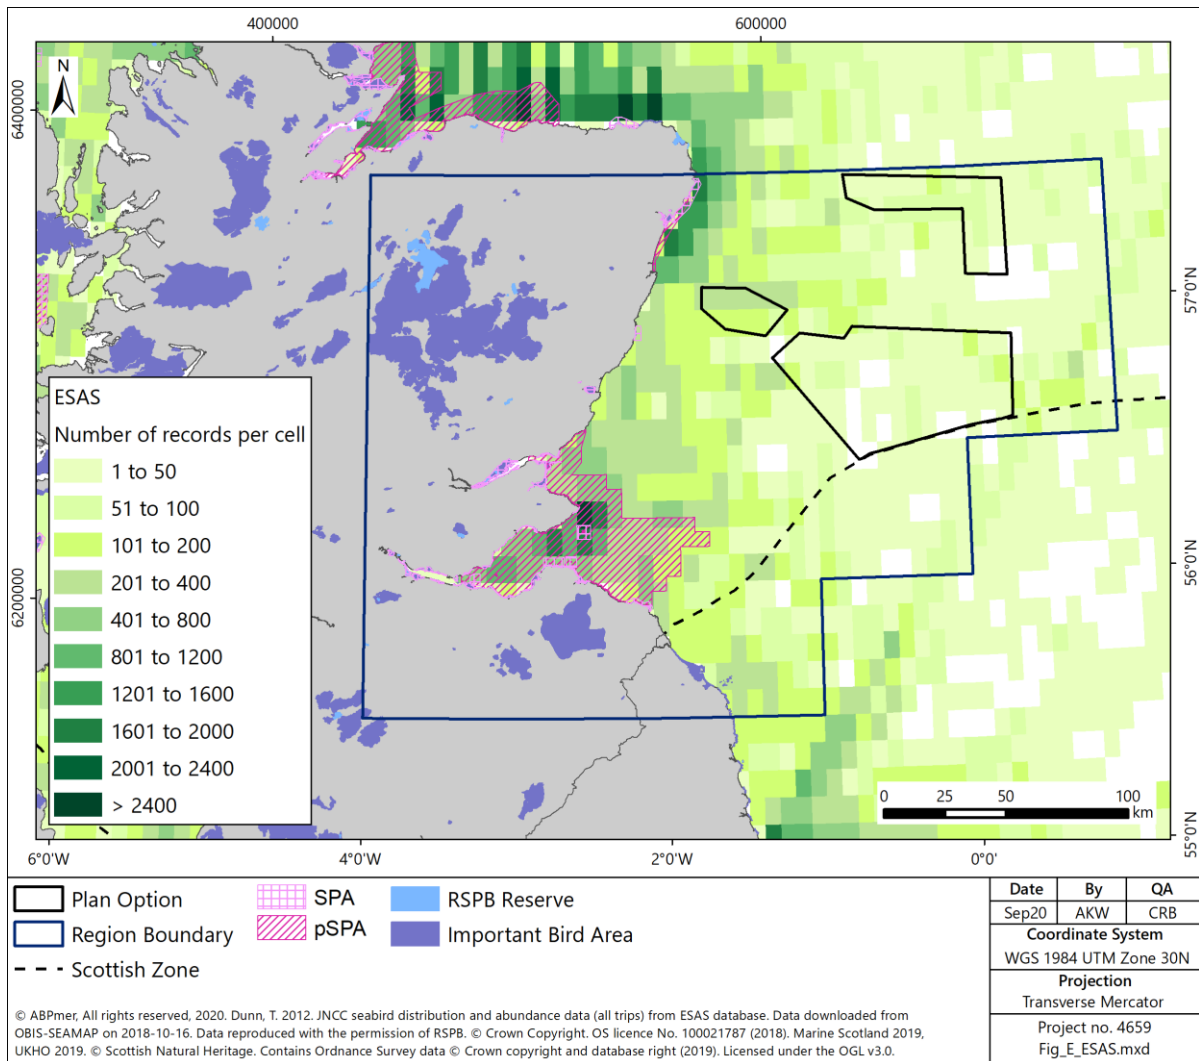 400000
600000
N
6400000
57°0'N
ESAS
Number of records per cell
1 to 50
51 to 100
101 to 200
201 to 400
401 to 800
801 to 1200
1201 to 1600
1601 to 2000
2001 to 2400
> 2400
6200000
56°0'N
0 25 50 100
km
55°0'N
6°0'W 4°0'W 2°0'W 0°0'
Plan Option
Region Boundary
Scottish Zone
SPA
pSPA
RSPB Reserve
Important Bird Area
Date By QA
Sep20 AKW CRB
Coordinate System
WGS 1984 UTM Zone 30N
Projection
Transverse Mercator
Project no. 4659
Fig_E_ESAS.mxd
© ABPmer, All rights reserved, 2020. Dunn, T. 2012. JNCC seabird distribution and abundance data (all trips) from ESAS database. Data downloaded from
OBIS-SEAMAP on 2018-10-16. Data reproduced with the permission of RSPB. © Crown Copyright. OS licence No. 100021787 (2018). Marine Scotland 2019,
UKHO 2019. © Scottish Natural Heritage. Contains Ordnance Survey data © Crown copyright and database right (2019). Licensed under the OGL v3.0.